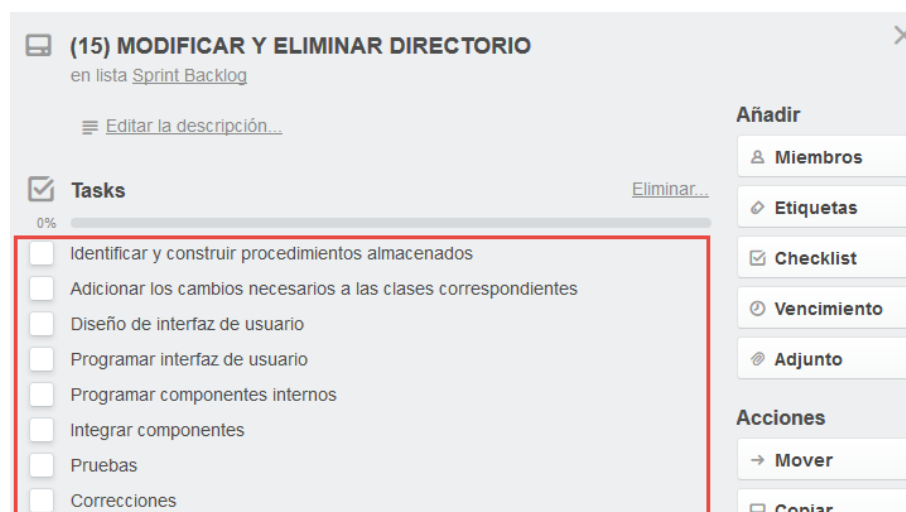 (15) MODIFICAR Y ELIMINAR DIRECTORIO
en lista Sprint Backlog
Editar la descripción...
Tasks
Eliminar...
0%
Identificar y construir procedimientos almacenados
Adicionar los cambios necesarios a las clases correspondientes
Diseño de interfaz de usuario
Programar interfaz de usuario
Programar componentes internos
Integrar componentes
Pruebas
Correcciones
Añadir
Miembros
Etiquetas
Checklist
Vencimiento
Adjunto
Acciones
Mover
Copiar